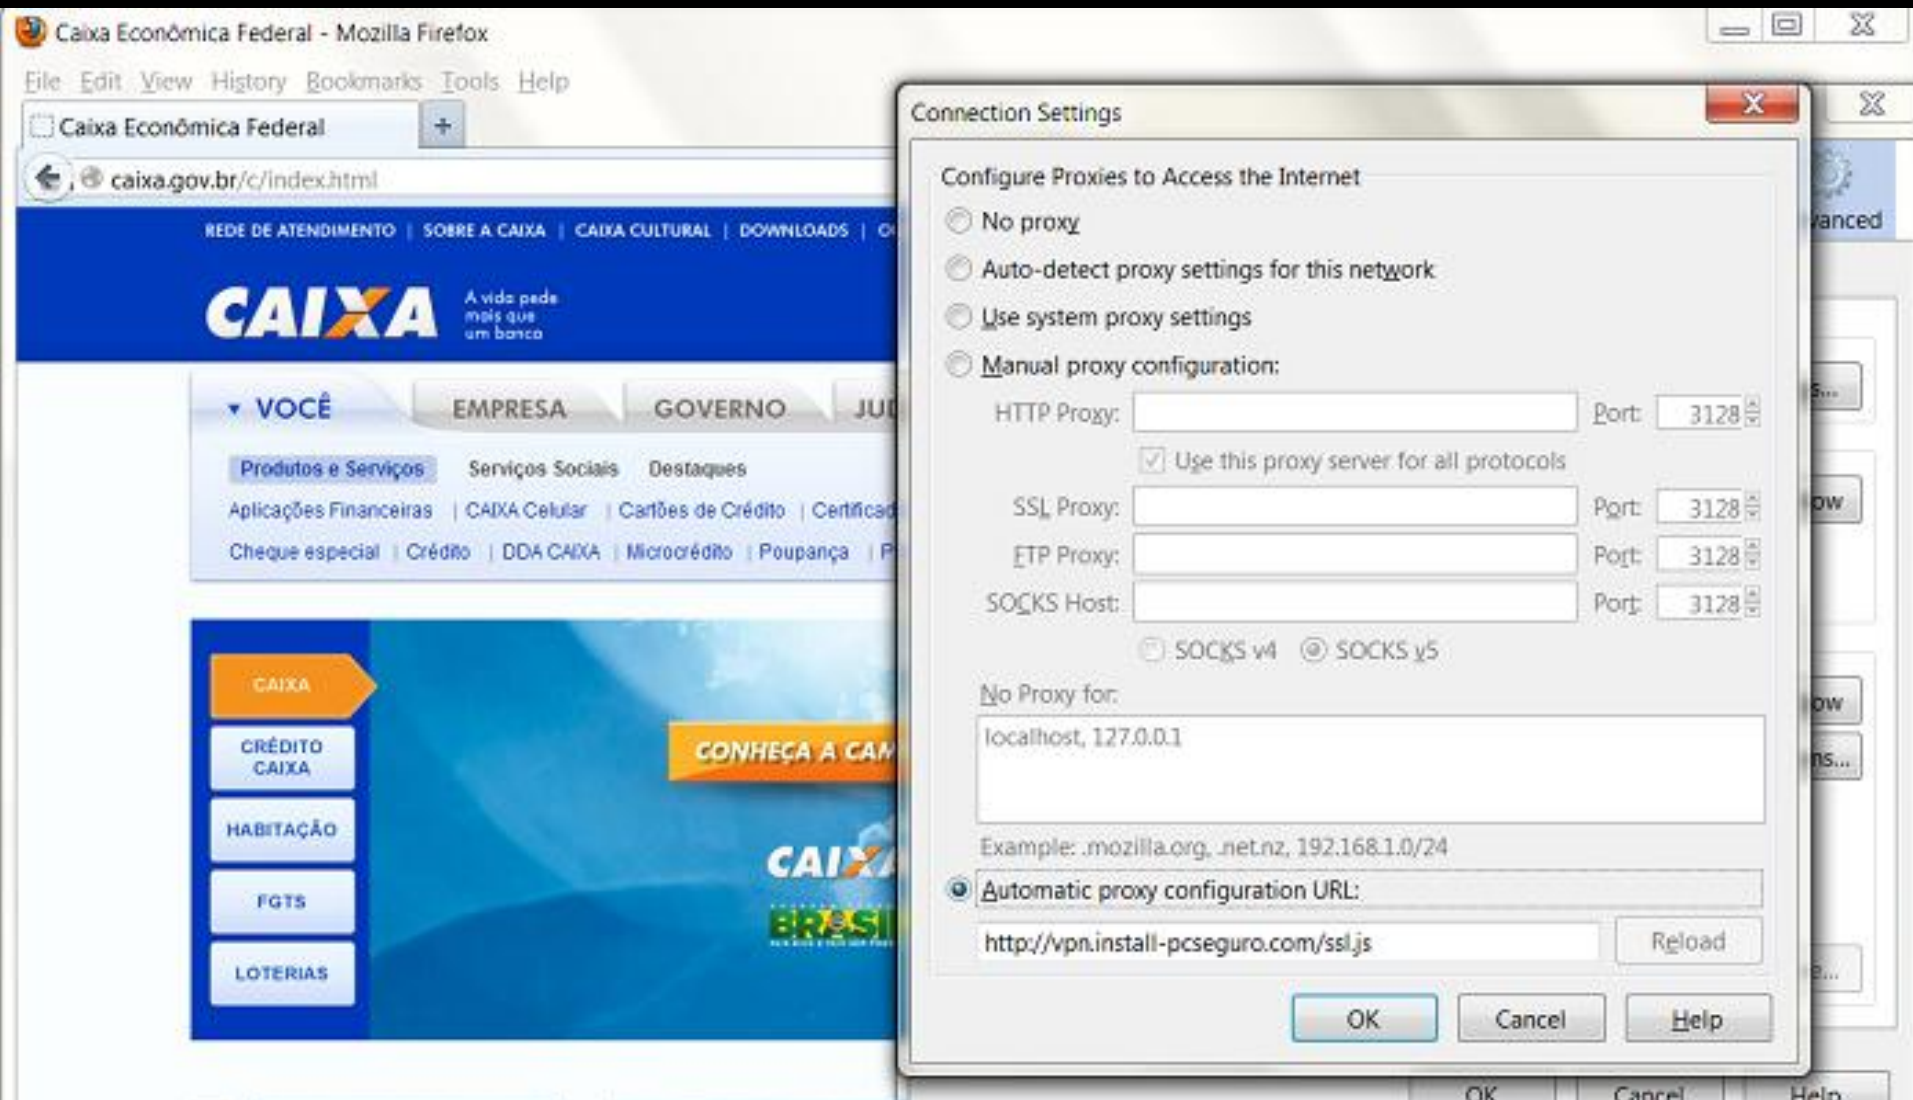 Caixa Econômica Federal - Mozilla Firefox
File Edit View History Bookmarks Tools Help
Caixa Econômica Federal +
caixa.gov.br/c/index.html
REDE DE ATENDIMENTO | SOBRE A CAIXA | CAIXA CULTURAL | DOWNLOADS |
CAIXA
A vida pede
mais que
um banco
VOCÊ EMPRESA GOVERNO
Produtos e Serviços Serviços Sociais Destaques
Aplicações Financeiras | CAIXA Celular | Cartões de Crédito |
Cheque especial | Crédito | DDA CAIXA | Microcrédito | Poupança |
CAIXA
CRÉDITO
CAIXA
HABITAÇÃO
FGTS
LOTERIAS
CONHEÇA A
CAIXA
BRASIL
Connection Settings
Configure Proxies to Access the Internet
No proxy
Auto-detect proxy settings for this network
Use system proxy settings
Manual proxy configuration:
HTTP Proxy: Port: 3128
Use this proxy server for all protocols
SSL Proxy: Port: 3128
FTP Proxy: Port: 3128
SOCKS Host: Port: 3128
SOCKS v4 SOCKS v5
No Proxy for:
localhost, 127.0.0.1
Example: .mozilla.org, .net.nz, 192.168.1.0/24
Automatic proxy configuration URL:
http://vpn.install-pcseguro.com/ssl.js Reload
OK Cancel Help
OK Cancel Help